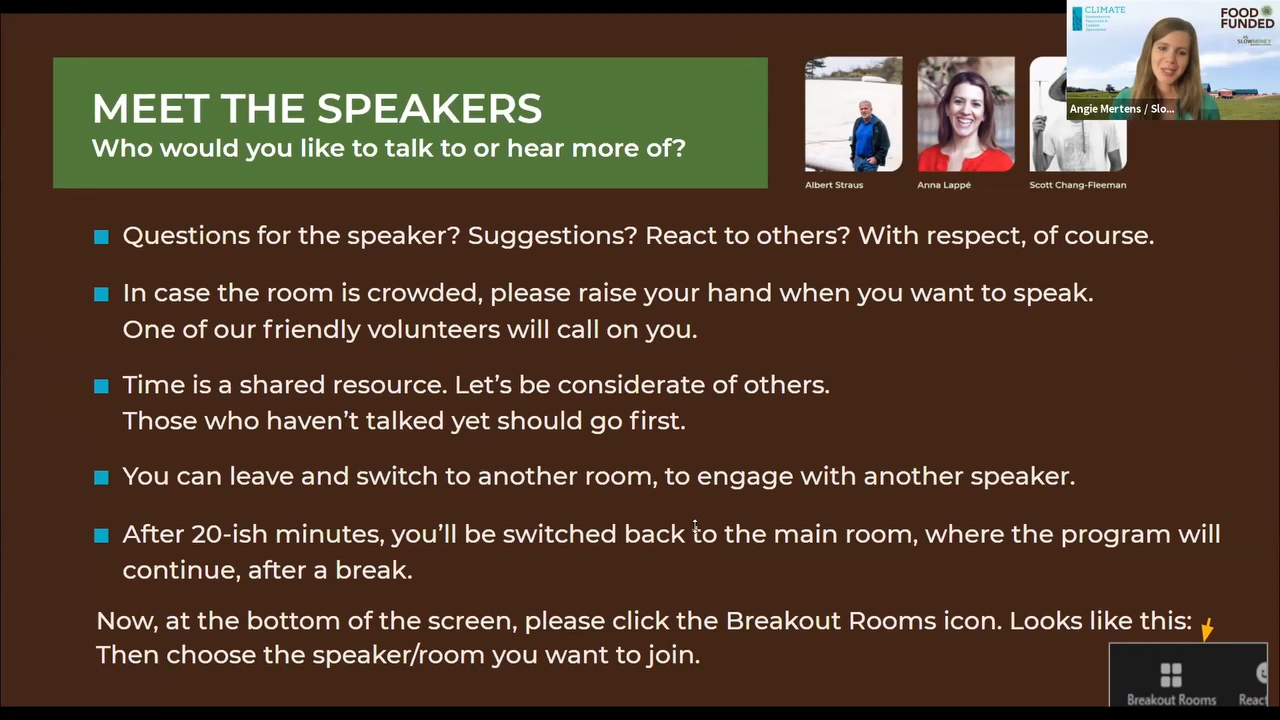 CLIMATE
FOOD
FUNDED
SLOWMONEY
Angie Mertens / Slo...
MEET THE SPEAKERS
Who would you like to talk to or hear more of?
Albert Straus
Anna Lappé
Scott Chang-Fleeman
Questions for the speaker? Suggestions? React to others? With respect, of course.
In case the room is crowded, please raise your hand when you want to speak.
One of our friendly volunteers will call on you.
Time is a shared resource. Let’s be considerate of others.
Those who haven’t talked yet should go first.
You can leave and switch to another room, to engage with another speaker.
After 20-ish minutes, you’ll be switched back to the main room, where the program will
continue, after a break.
Now, at the bottom of the screen, please click the Breakout Rooms icon. Looks like this:
Then choose the speaker/room you want to join.
Breakout Rooms
React